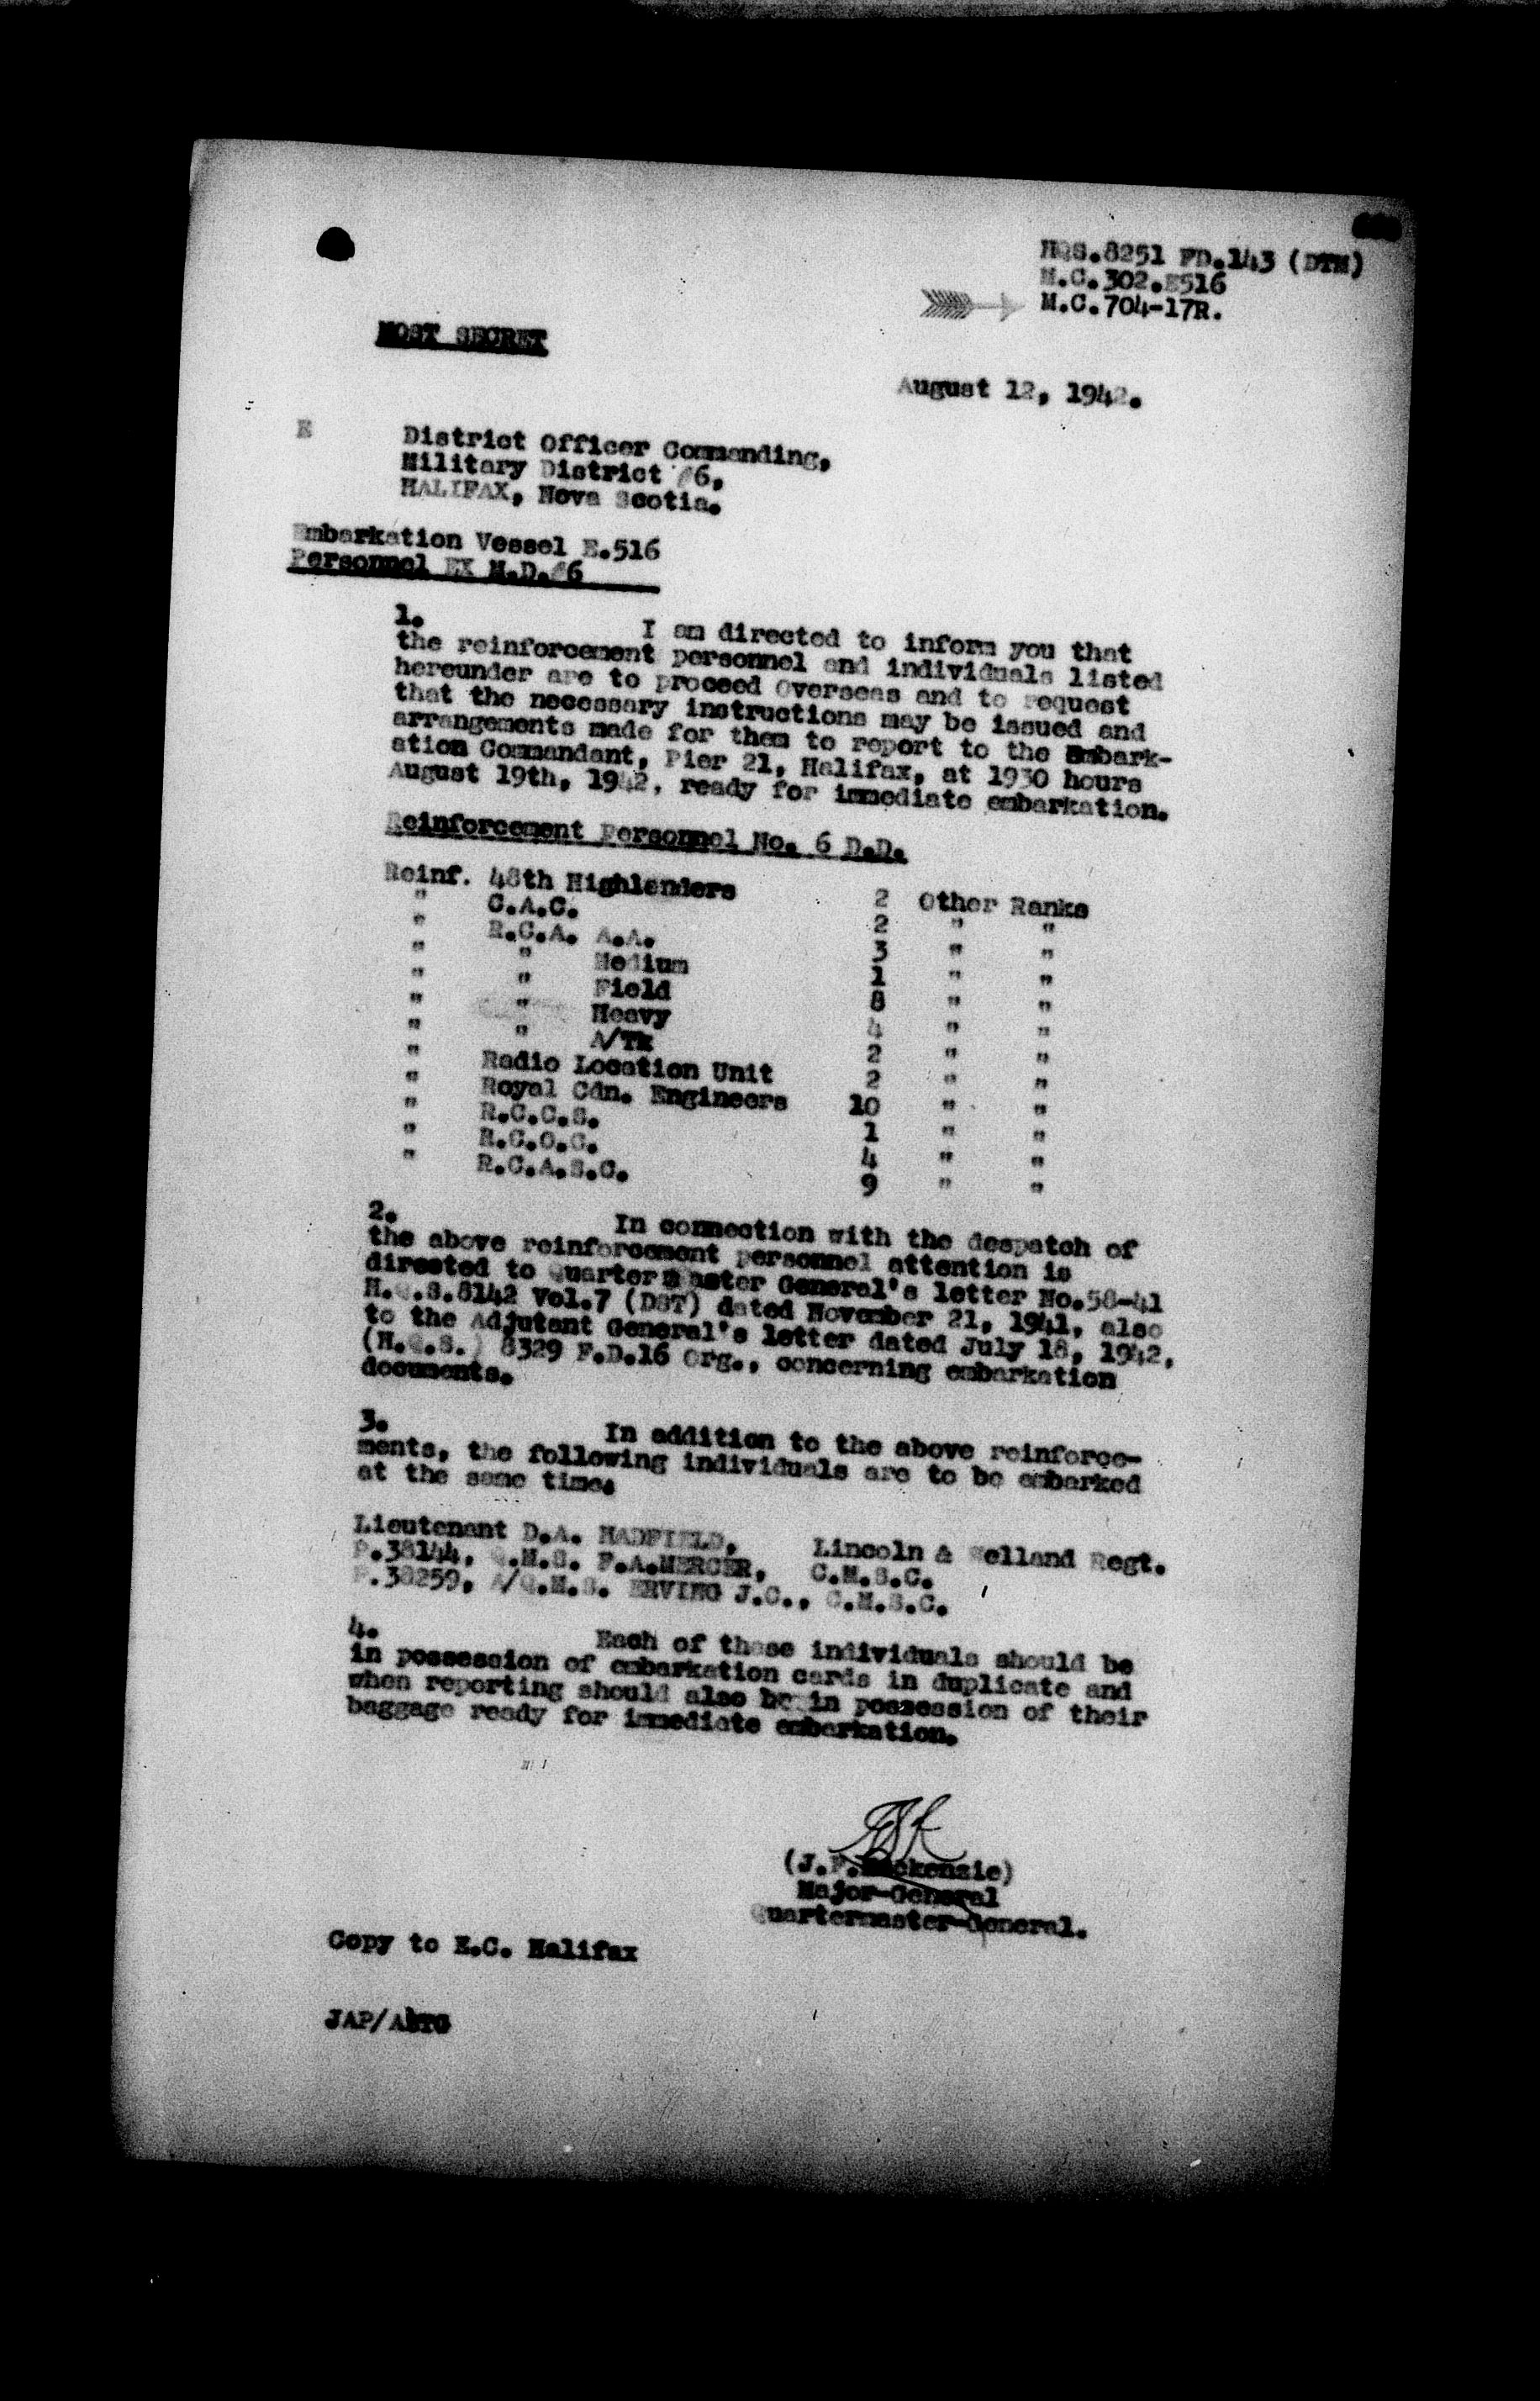 HQS.8251 FD.143 (DTM)
M.C.302.E516
M.C.704-17R.
MOST SECRET
August 12, 1942.
E
District Officer Commanding,
Military District #6,
HALIFAX, Nova Scotia.
Embarkation Vessel E.516
Personnel EX M.D.#6
1. I am directed to inform you that
the reinforcement personnel and individuals listed
hereunder are to proceed Overseas and to request
that the necessary instructions may be issued and
arrangements made for them to report to the Embark-
ation Commandant, Pier 21, Halifax, at 1930 hours
August 19th, 1942, ready for immediate embarkation.
Reinforcement Personnel No. 6 D.D.
Reinf. 48th Highlanders 2 Other Ranks
" C.A.C. 2 " "
" R.C.A. A.A. 3 " "
" " Medium 1 " "
" " Field 8 " "
" " Heavy 4 " "
" " A/Tk 2 " "
" Radio Location Unit 2 " "
" Royal Cdn. Engineers 10 " "
" R.C.C.S. 1 " "
" R.C.O.C. 4 " "
" R.C.A.S.C. 9 " "
2. In connection with the despatch of
the above reinforcement personnel attention is
directed to Quartermaster General's letter No.58-41
H.Q.S.8142 Vol.7 (DST) dated November 21, 1941, also
to the Adjutant General's letter dated July 18, 1942,
(H.Q.S.) 8329 F.D.16 Org., concerning embarkation
documents.
3. In addition to the above reinforce-
ments, the following individuals are to be embarked
at the same time:
Lieutenant D.A. HADFIELD, Lincoln & Welland Regt.
P.38144, Q.M.S. F.A.MERCER, C.M.S.C.
P.38259, A/Q.M.S. ERVING J.C., C.M.S.C.
4. Each of these individuals should be
in possession of embarkation cards in duplicate and
when reporting should also be in possession of their
baggage ready for immediate embarkation.
(J.P.Mackenzie)
Major-General
Quartermaster-General.
Copy to E.C. Halifax